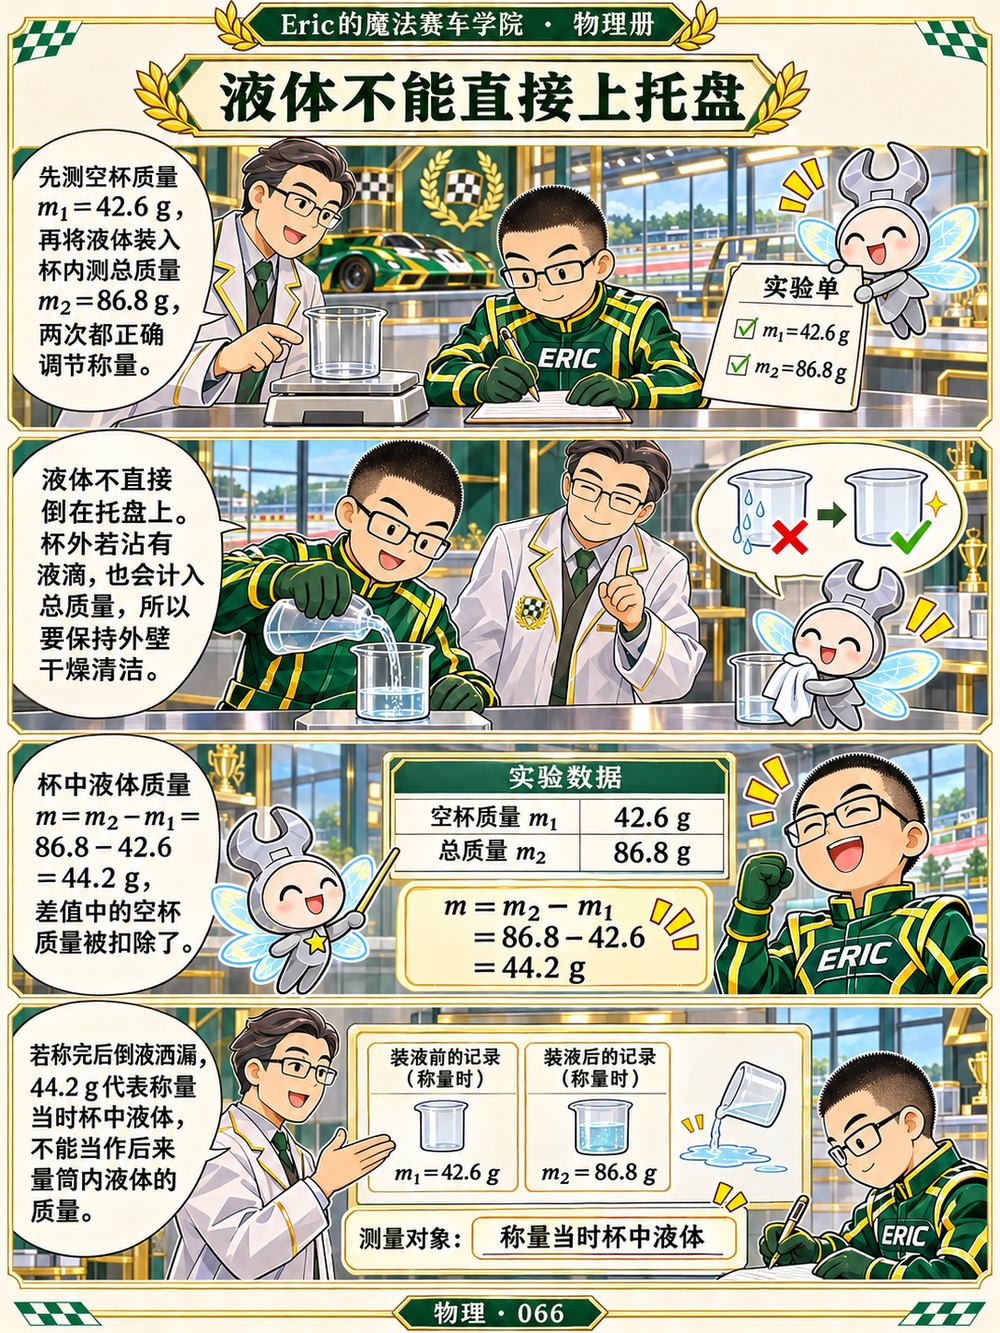 Eric的魔法赛车学院 · 物理册
液体不能直接上托盘
先测空杯质量
m₁=42.6 g，
再将液体装入
杯内测总质量
m₂=86.8 g，
两次都正确
调节称量。
ERIC
实验单
☑ m₁=42.6 g
☑ m₂=86.8 g
液体不直接
倒在托盘上。
杯外若沾有
液滴，也会计入
总质量，所以
要保持外壁
干燥清洁。
杯中液体质量
m=m₂−m₁=
86.8−42.6
=44.2 g，
差值中的空杯
质量被扣除了。
实验数据
空杯质量 m₁ 42.6 g
总质量 m₂ 86.8 g
m=m₂−m₁
=86.8−42.6
=44.2 g
ERIC
若称完后倒液洒漏，
44.2 g代表称量
当时杯中液体，
不能当作后来
量筒内液体的
质量。
装液前的记录
（称量时）
m₁=42.6 g
装液后的记录
（称量时）
m₂=86.8 g
测量对象：称量当时杯中液体
ERIC
物理 · 066